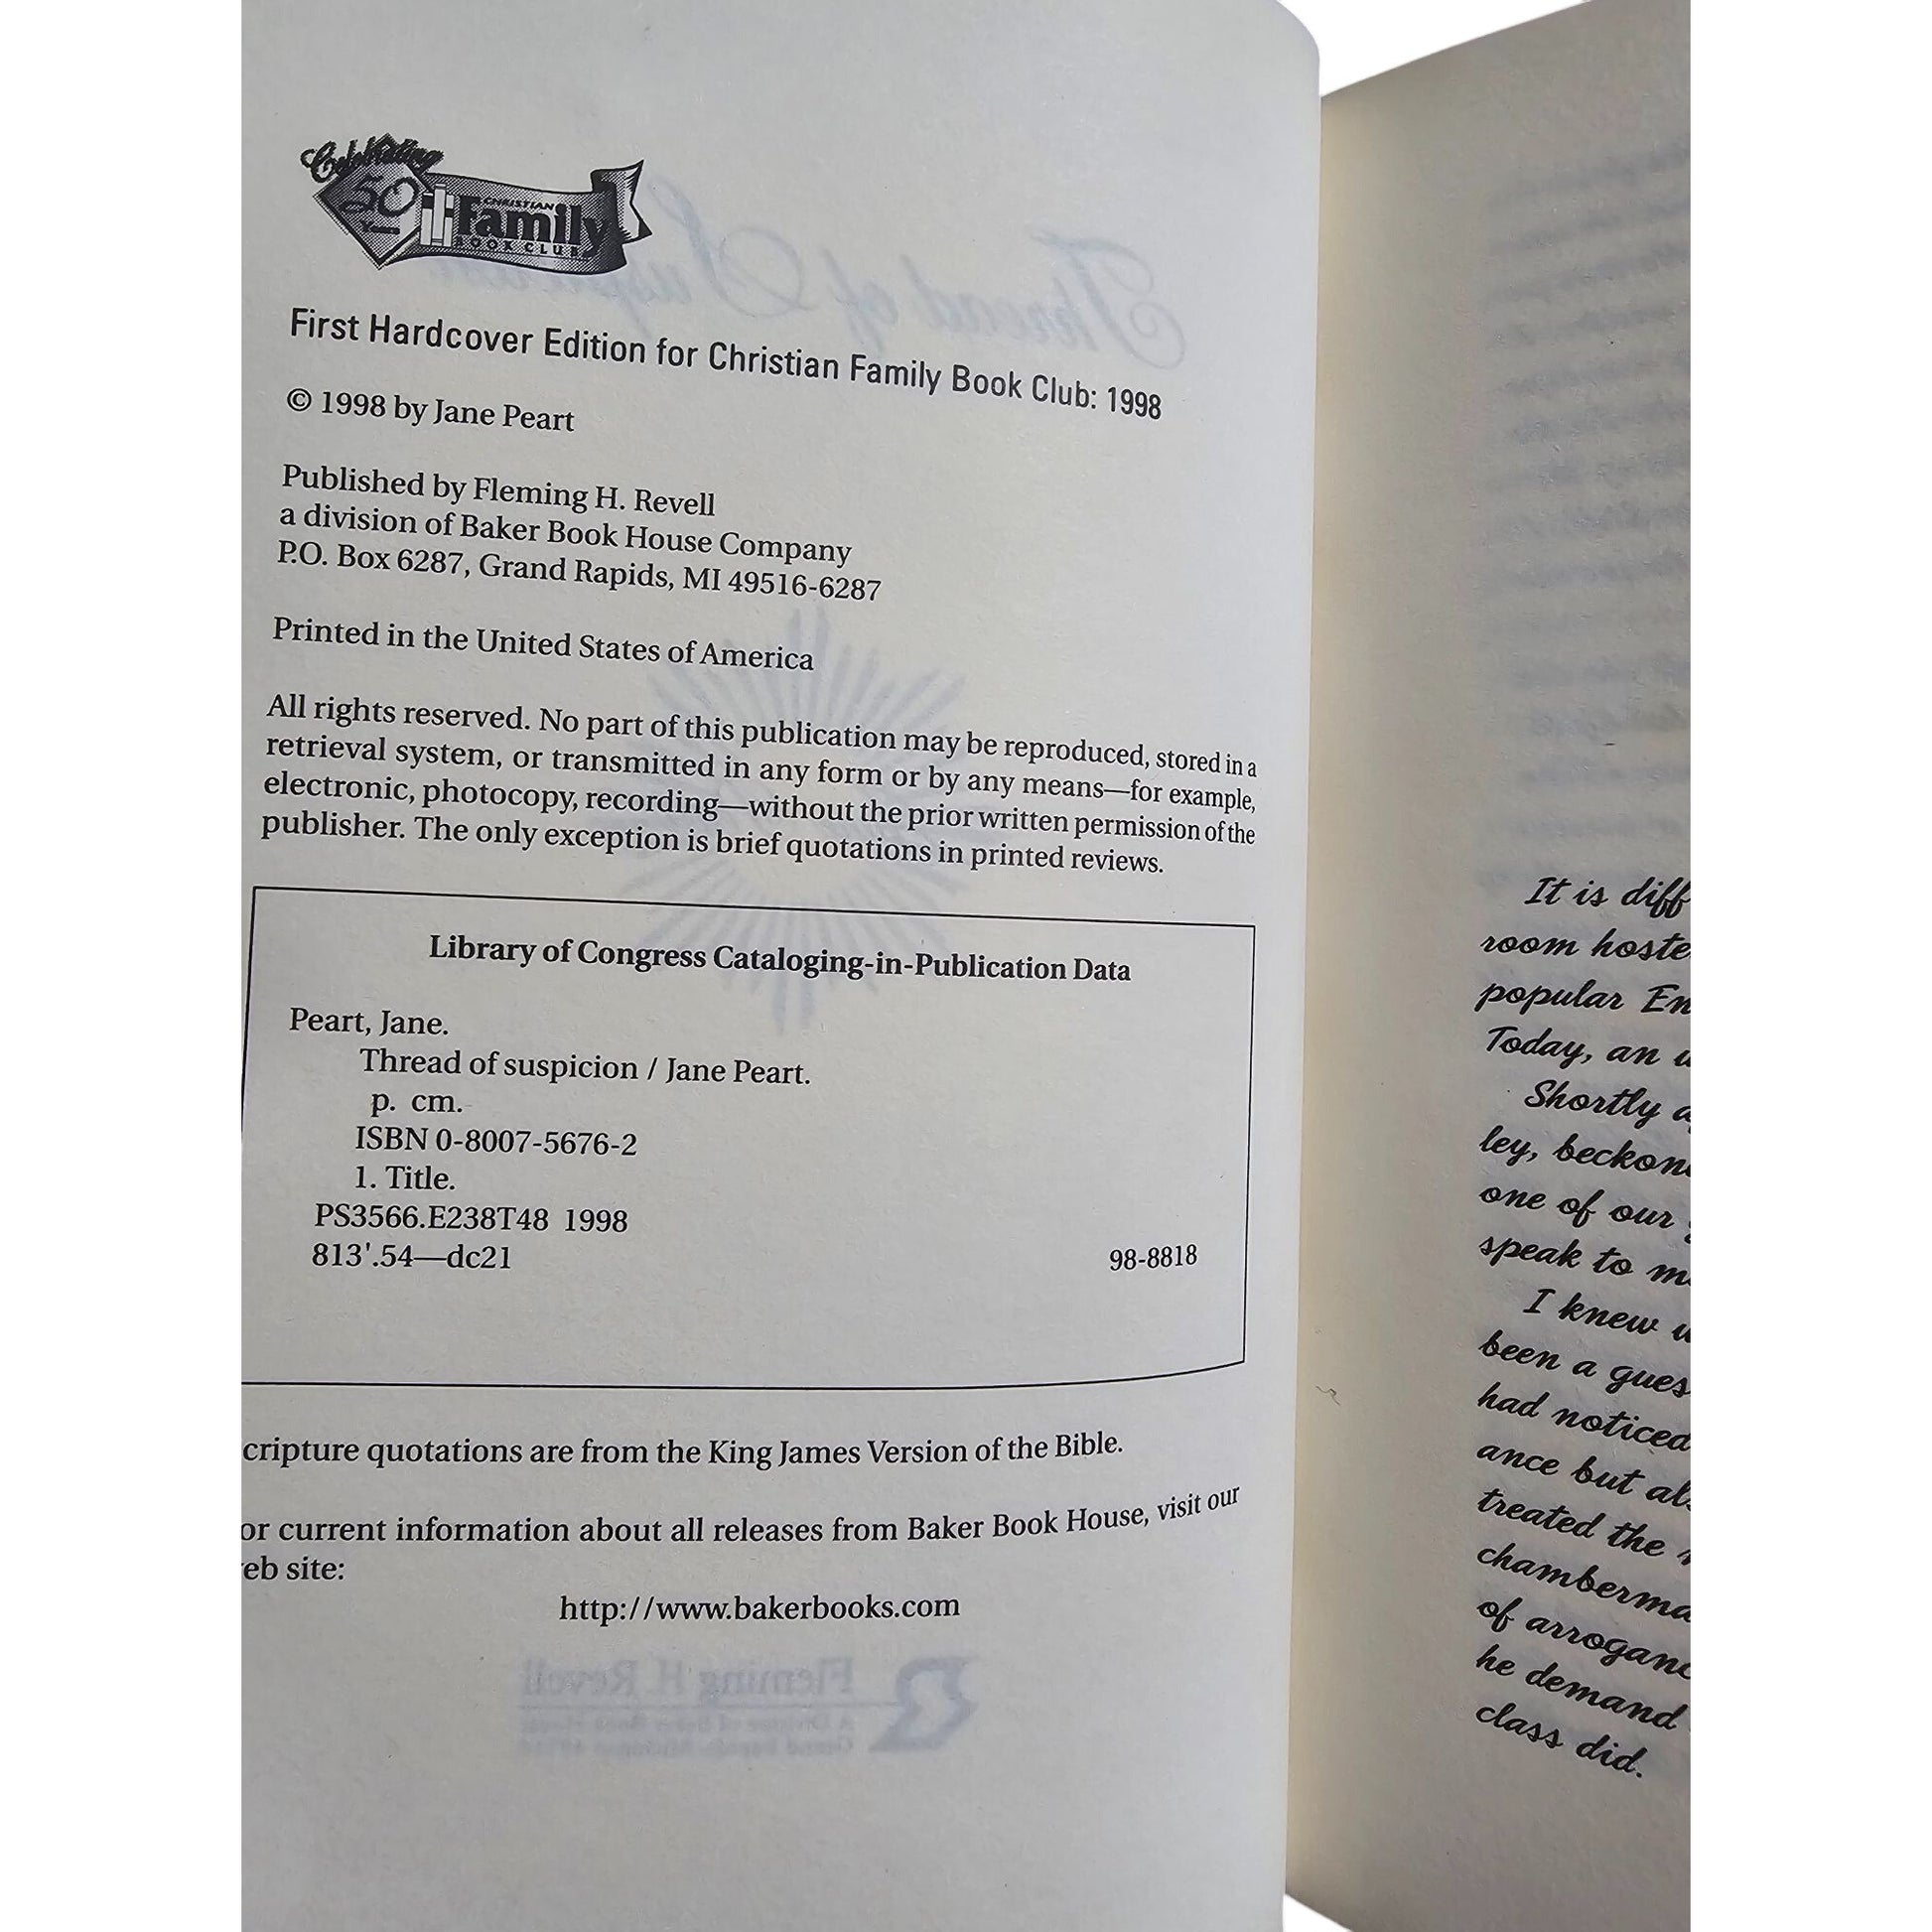 Celebrating
50
Years
CHRISTIAN
Family
BOOK CLUB
First Hardcover Edition for Christian Family Book Club: 1998
© 1998 by Jane Peart
Published by Fleming H. Revell
a division of Baker Book House Company
P.O. Box 6287, Grand Rapids, MI 49516-6287
Printed in the United States of America
All rights reserved. No part of this publication may be reproduced, stored in a
retrieval system, or transmitted in any form or by any means—for example,
electronic, photocopy, recording—without the prior written permission of the
publisher. The only exception is brief quotations in printed reviews.
Library of Congress Cataloging-in-Publication Data
Peart, Jane.
Thread of suspicion / Jane Peart.
p. cm.
ISBN 0-8007-5676-2
1. Title.
PS3566.E238T48 1998
813'.54—dc21 98-8818
cripture quotations are from the King James Version of the Bible.
or current information about all releases from Baker Book House, visit our
eb site:
http://www.bakerbooks.com
It is diff
room hoste
popular En
Today, an
Shortly a
ley, beckon
one of our
speak to m
I knew
been a gues
had noticed
ance but al
treated the
chamberma
of arroganc
he demand
class did.